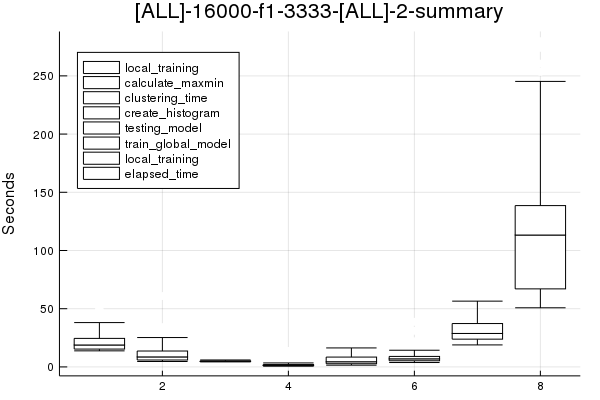 [ALL]-16000-f1-3333-[ALL]-2-summary
Seconds
250
200
150
100
50
0
local_training
calculate_maxmin
clustering_time
create_histogram
testing_model
train_global_model
local_training
elapsed_time
2
4
6
8